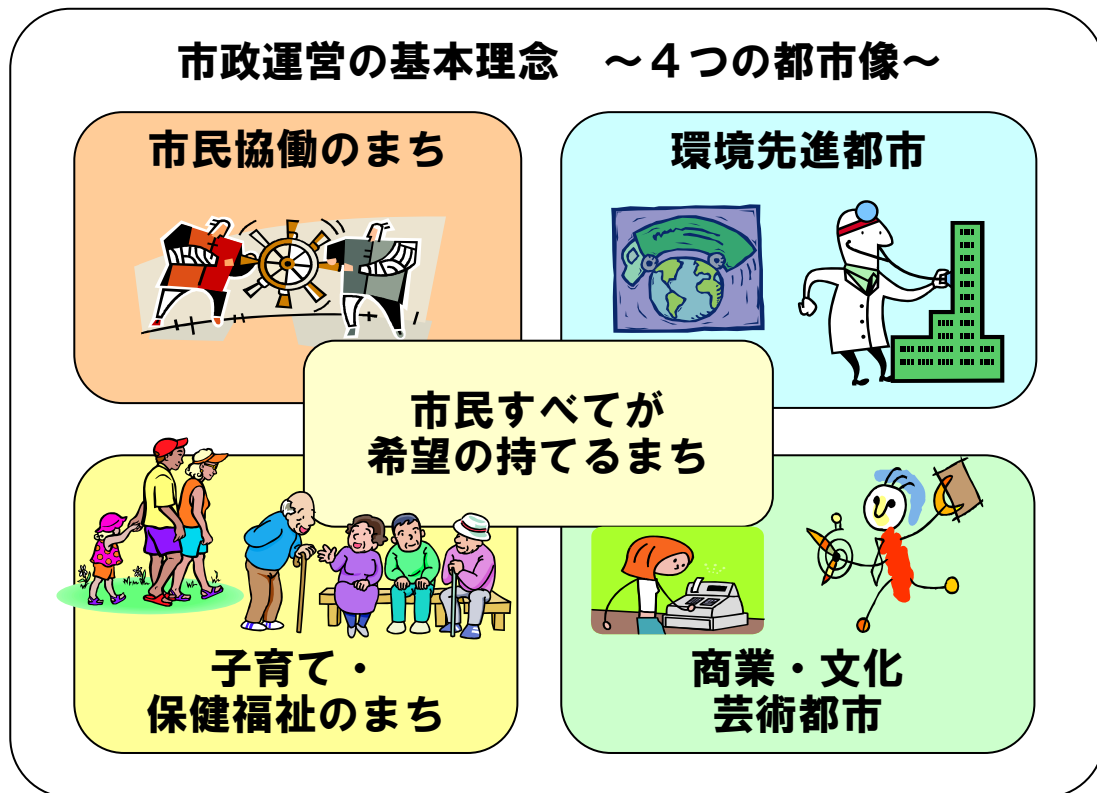 市政運営の基本理念　～４つの都市像～
市民協働のまち
環境先進都市
市民すべてが
希望の持てるまち
子育て・
保健福祉のまち
商業・文化
芸術都市